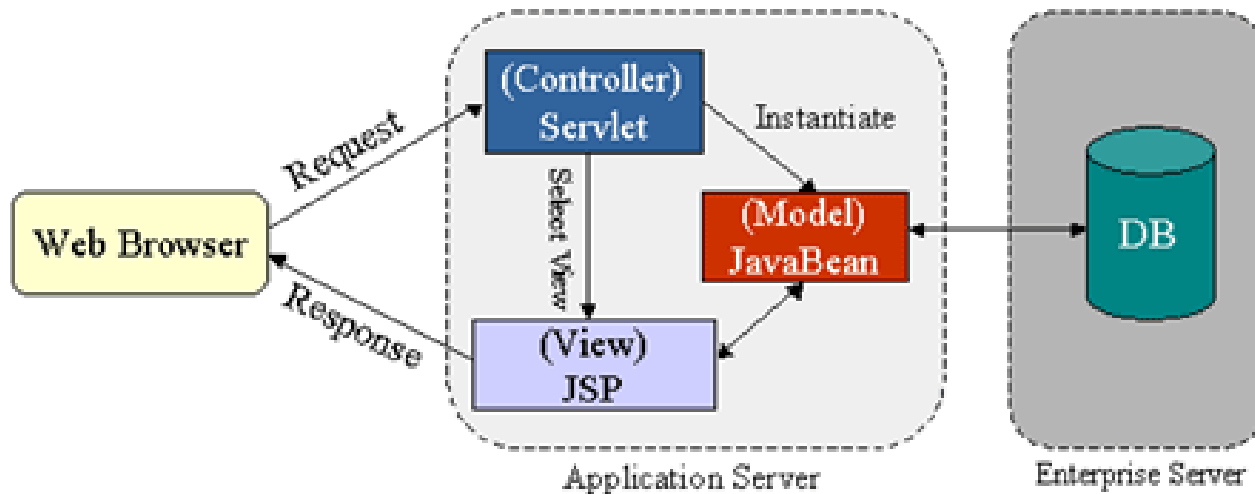 (Controller)
Servlet
Instantiate
Request
Select View
Web Browser
(Model)
JavaBean
DB
Response
(View)
JSP
Application Server
Enterprise Server